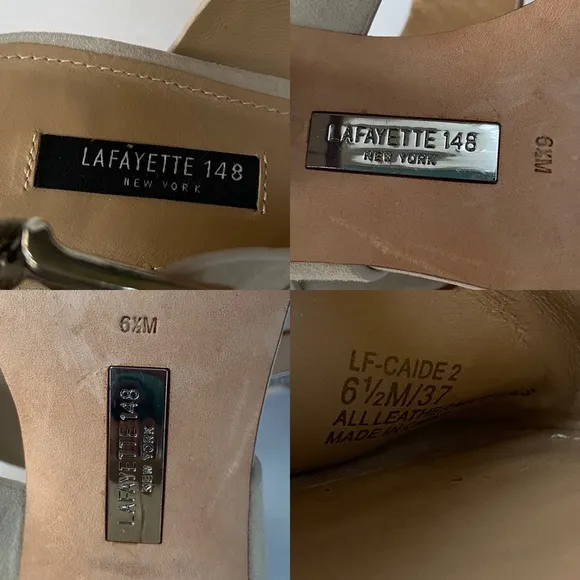 LAFAYETTE 148
NEW YORK
LAFAYETTE 148
NEW YORK
6½M
6½M
LAFAYETTE 148
NEW YORK
LF-CAIDE 2
6½M/37
ALL LEATHER
MADE IN